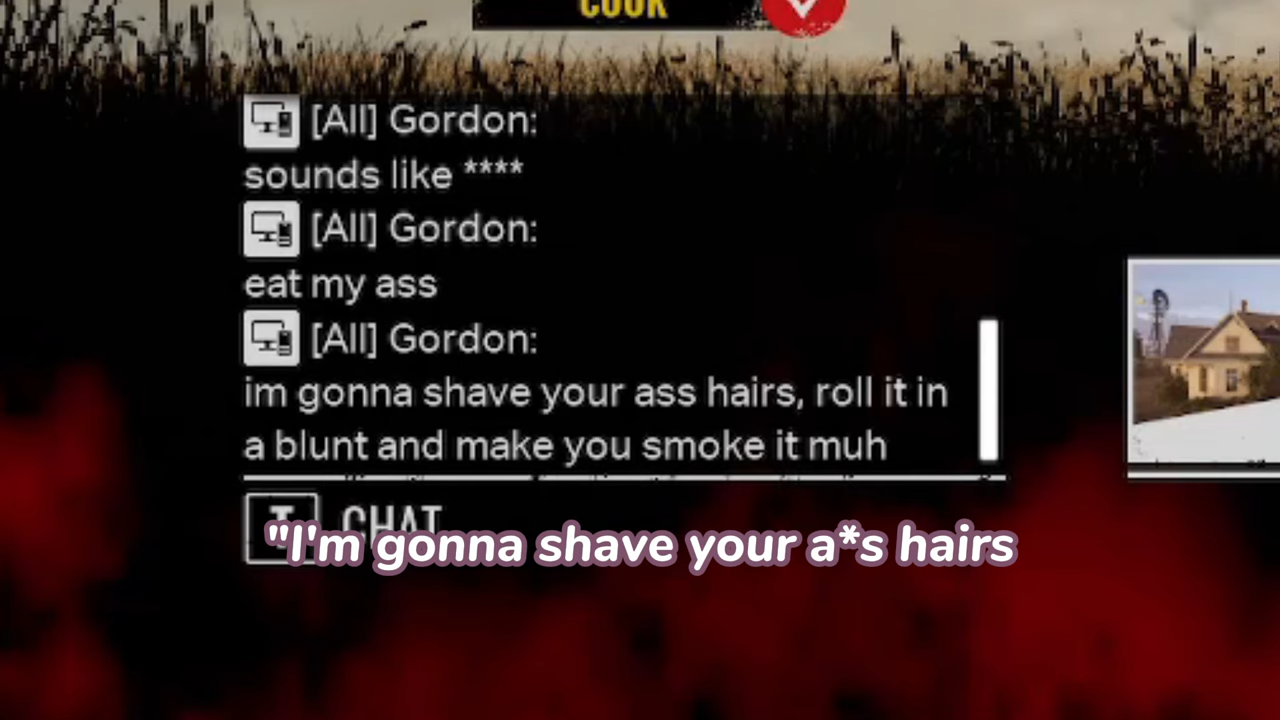 COOK
[All] Gordon:
sounds like ****
[All] Gordon:
eat my ass
[All] Gordon:
im gonna shave your ass hairs, roll it in
a blunt and make you smoke it muh
T CHAT
"I'm gonna shave your a*s hairs